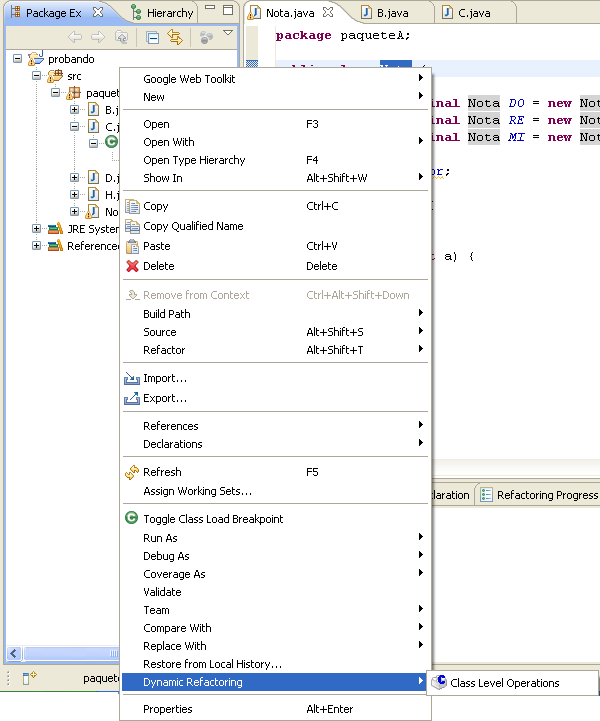 Package Ex
Hierarchy
Nota.java
B.java
C.java
package paqueteA;
probando
src
paquet
B.j
C.j
D.j
H.j
No
JRE System
Reference
Nota
inal Nota DO = new Not
inal Nota RE = new Not
inal Nota MI = new Not
or;
t a) {
Google Web Toolkit
New
Open F3
Open With
Open Type Hierarchy F4
Show In Alt+Shift+W
Copy Ctrl+C
Copy Qualified Name
Paste Ctrl+V
Delete Delete
Remove from Context Ctrl+Alt+Shift+Down
Build Path
Source Alt+Shift+S
Refactor Alt+Shift+T
Import...
Export...
References
Declarations
Refresh F5
Assign Working Sets...
Toggle Class Load Breakpoint
Run As
Debug As
Coverage As
Validate
Team
Compare With
Replace With
Restore from Local History...
Dynamic Refactoring
Properties Alt+Enter
Class Level Operations
laration
Refactoring Progress
paquete